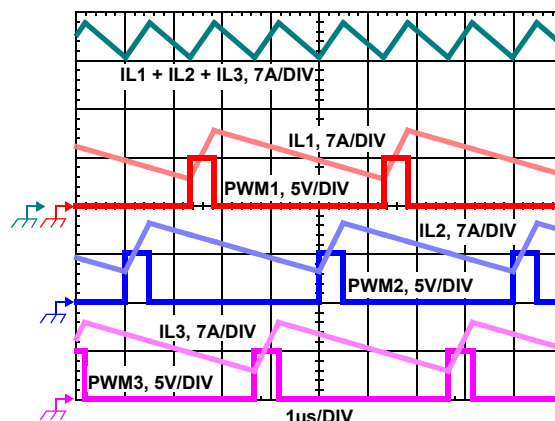 IL1 + IL2 + IL3, 7A/DIV
IL1, 7A/DIV
PWM1, 5V/DIV
IL2, 7A/DIV
PWM2, 5V/DIV
IL3, 7A/DIV
PWM3, 5V/DIV
1µs/DIV